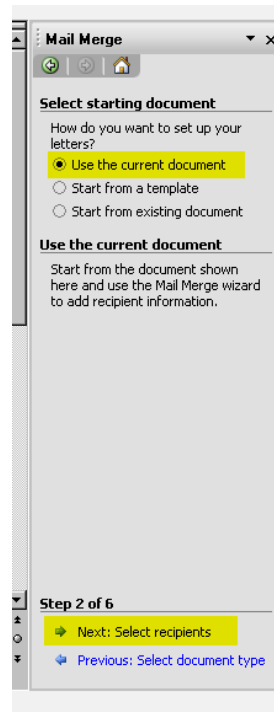 Mail Merge
Select starting document
How do you want to set up your
letters?
Use the current document
Start from a template
Start from existing document
Use the current document
Start from the document shown
here and use the Mail Merge wizard
to add recipient information.
Step 2 of 6
Next: Select recipients
Previous: Select document type